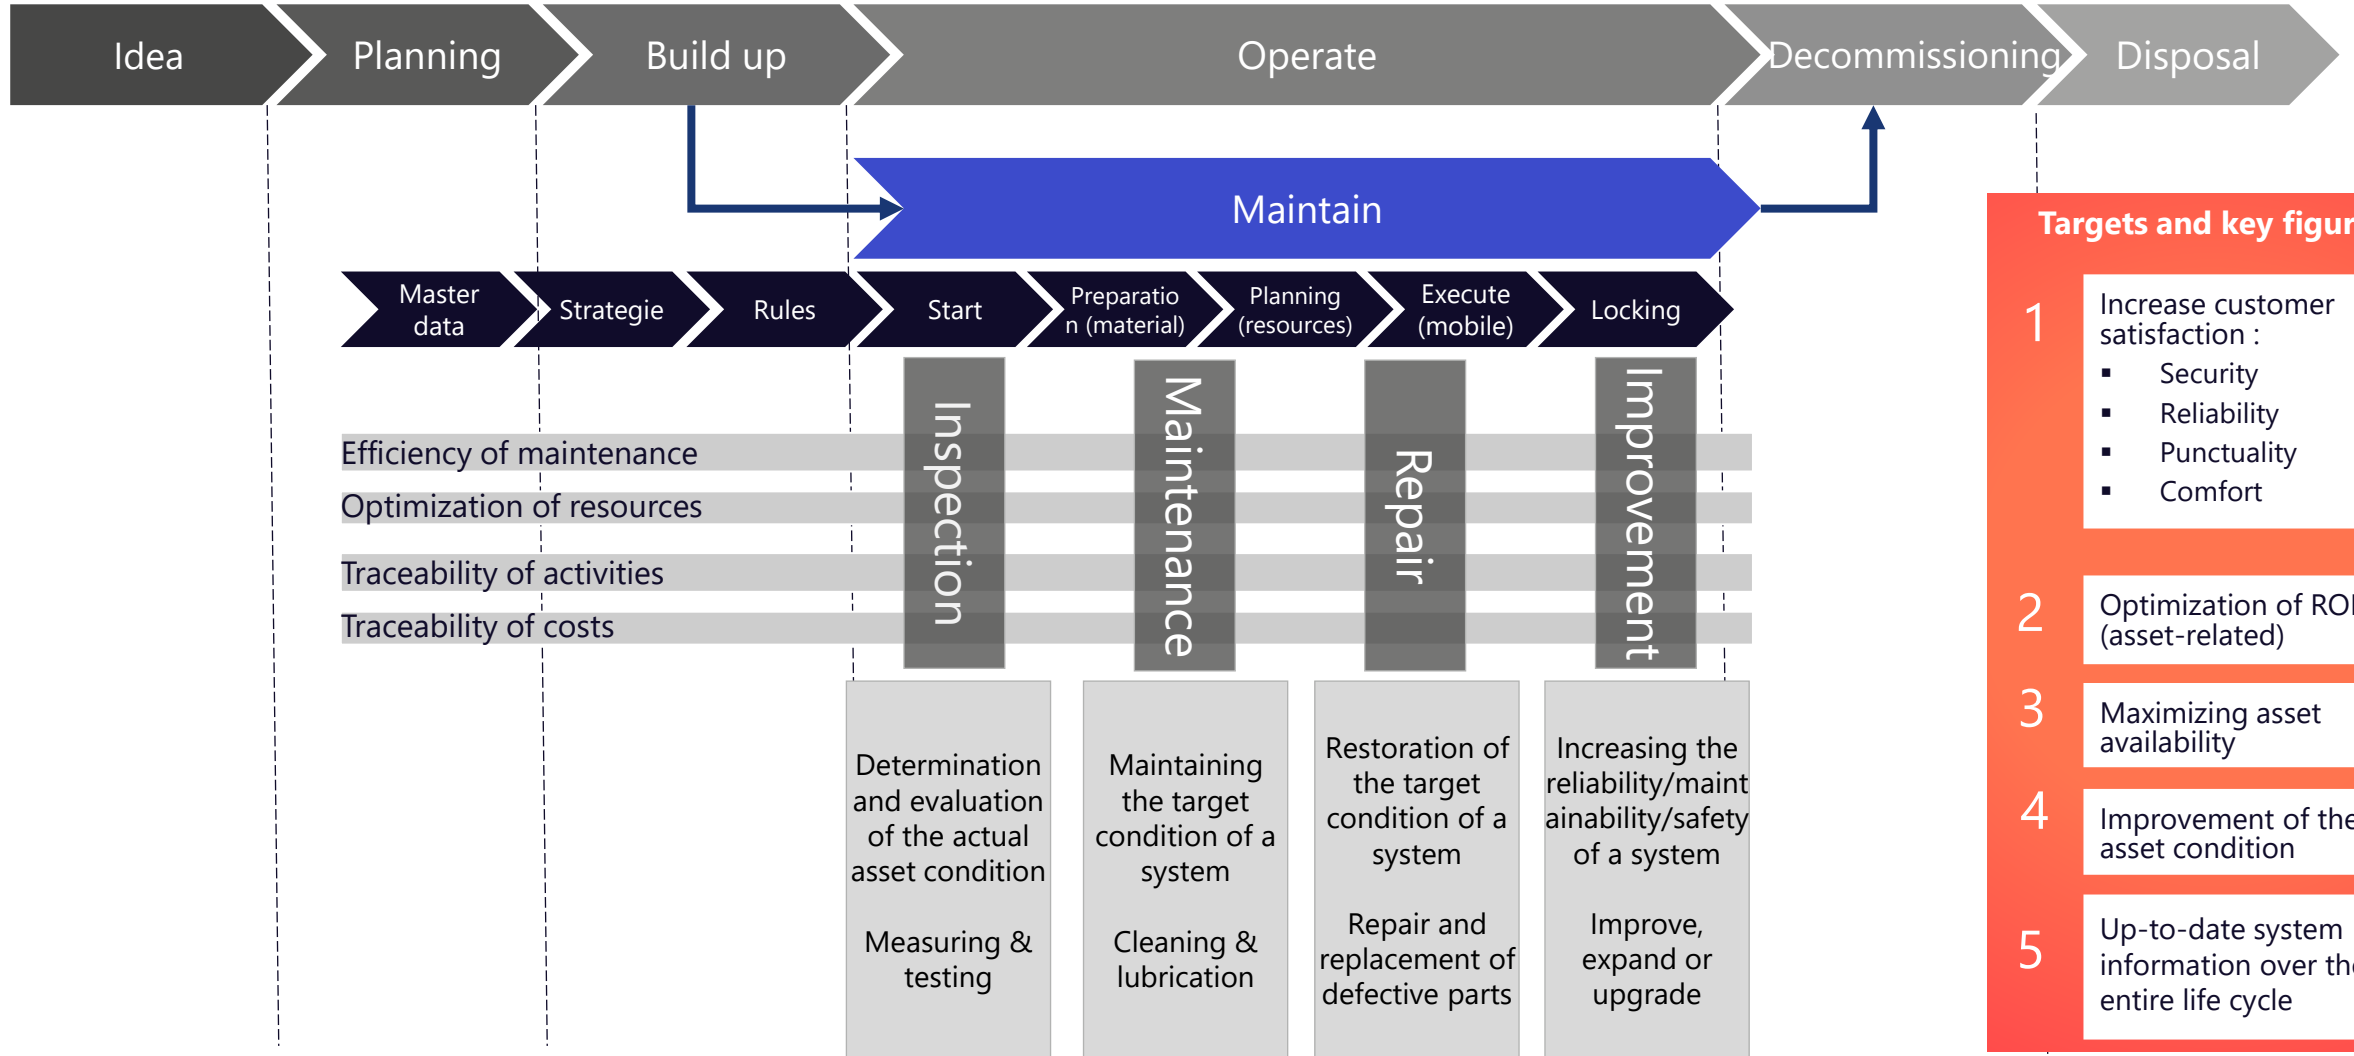 Idea
Planning
Build up
Operate
Decommissioning
Disposal
Maintain
Master
data
Strategie
Rules
Start
Preparatio
n (material)
Planning
(resources)
Execute
(mobile)
Locking
Efficiency of maintenance
Optimization of resources
Traceability of activities
Traceability of costs
Inspection
Maintenance
Repair
Improvement
Determination
and evaluation
of the actual
asset condition
Measuring &
testing
Maintaining
the target
condition of a
system
Cleaning &
lubrication
Restoration of
the target
condition of a
system
Repair and
replacement of
defective parts
Increasing the
reliability/maint
ainability/safety
of a system
Improve,
expand or
upgrade
Targets and key figur
1
Increase customer
satisfaction :
▪ Security
▪ Reliability
▪ Punctuality
▪ Comfort
2
Optimization of ROI
(asset-related)
3
Maximizing asset
availability
4
Improvement of the
asset condition
5
Up-to-date system
information over the
entire life cycle